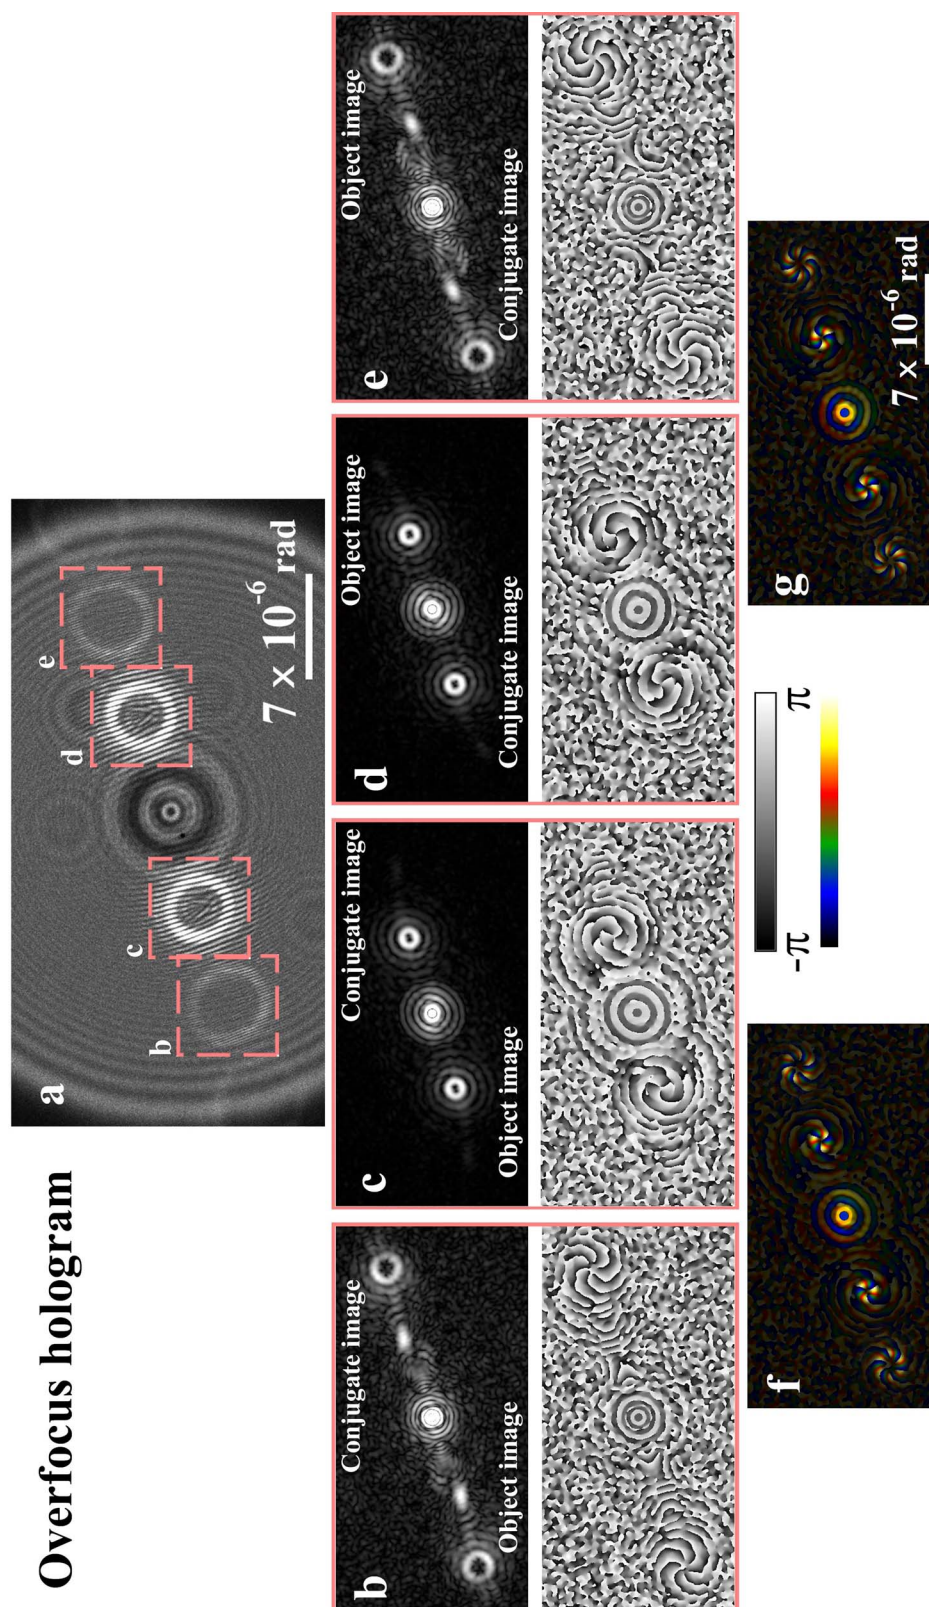 Overfocus hologram
a
b
c
d
e
7 × 10⁻⁶ rad
b
Conjugate image
Object image
c
Conjugate image
Object image
d
Object image
Conjugate image
e
Object image
Conjugate image
f
-π
π
g
7 × 10⁻⁶ rad